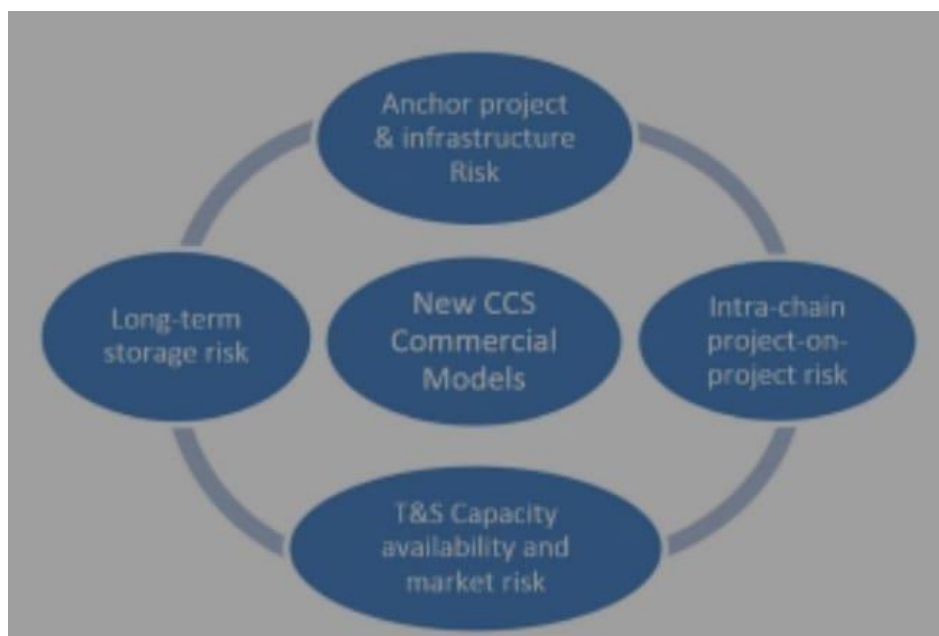 Anchor project
& infrastructure
Risk
Long-term
storage risk
New CCS
Commercial
Models
Intra-chain
project-on-
project risk
T&S Capacity
availability and
market risk